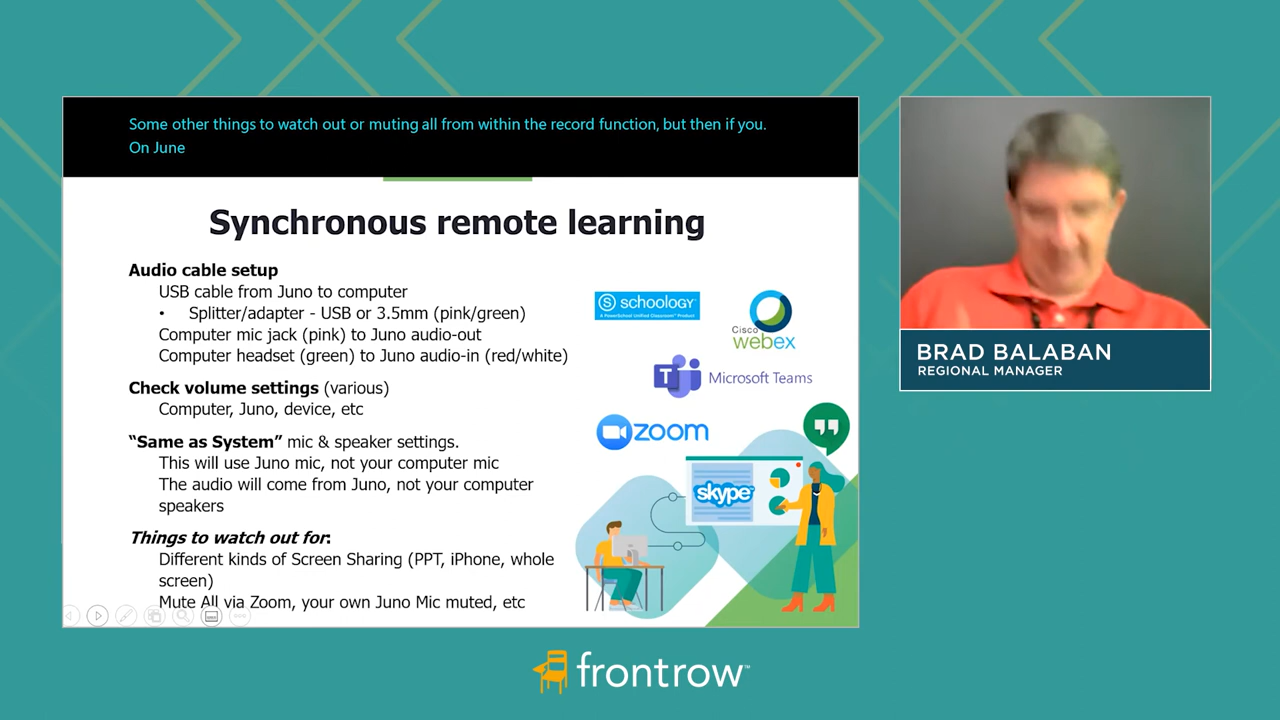 Some other things to watch out or muting all from within the record function, but then if you.
On June
Synchronous remote learning
Audio cable setup
USB cable from Juno to computer
• Splitter/adapter - USB or 3.5mm (pink/green)
Computer mic jack (pink) to Juno audio-out
Computer headset (green) to Juno audio-in (red/white)
Check volume settings (various)
Computer, Juno, device, etc
“Same as System” mic & speaker settings.
This will use Juno mic, not your computer mic
The audio will come from Juno, not your computer
speakers
Things to watch out for:
Different kinds of Screen Sharing (PPT, iPhone, whole
screen)
Mute All via Zoom, your own Juno Mic muted, etc
S schoology
A PowerSchool Unified Classroom™ Product
Cisco
webex
T Microsoft Teams
zoom
skype
BRAD BALABAN
REGIONAL MANAGER
frontrow™